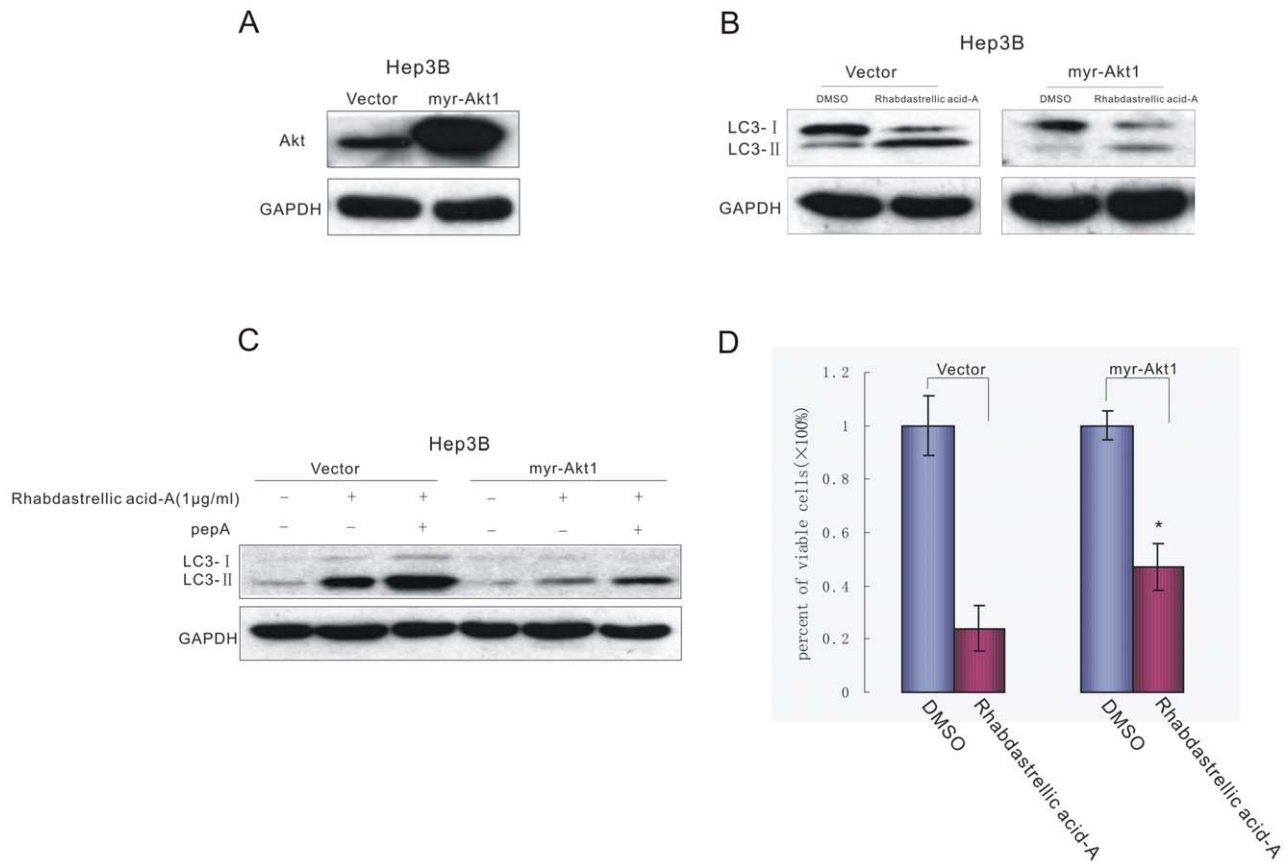 A
Hep3B
Vector myr-Akt1
Akt
GAPDH
B
Hep3B
Vector myr-Akt1
DMSO Rhabdastrellic acid-A DMSO Rhabdastrellic acid-A
LC3-Ⅰ
LC3-Ⅱ
GAPDH
C
Hep3B
Vector myr-Akt1
Rhabdastrellic acid-A(1μg/ml) – + + – + +
pepA – – + – – +
LC3-Ⅰ
LC3-Ⅱ
GAPDH
D
Vector myr-Akt1
percent of viable cells(×100%)
1.2
1
0.8
0.6
0.4
0.2
0
*
DMSO Rhabdastrellic acid-A DMSO Rhabdastrellic acid-A